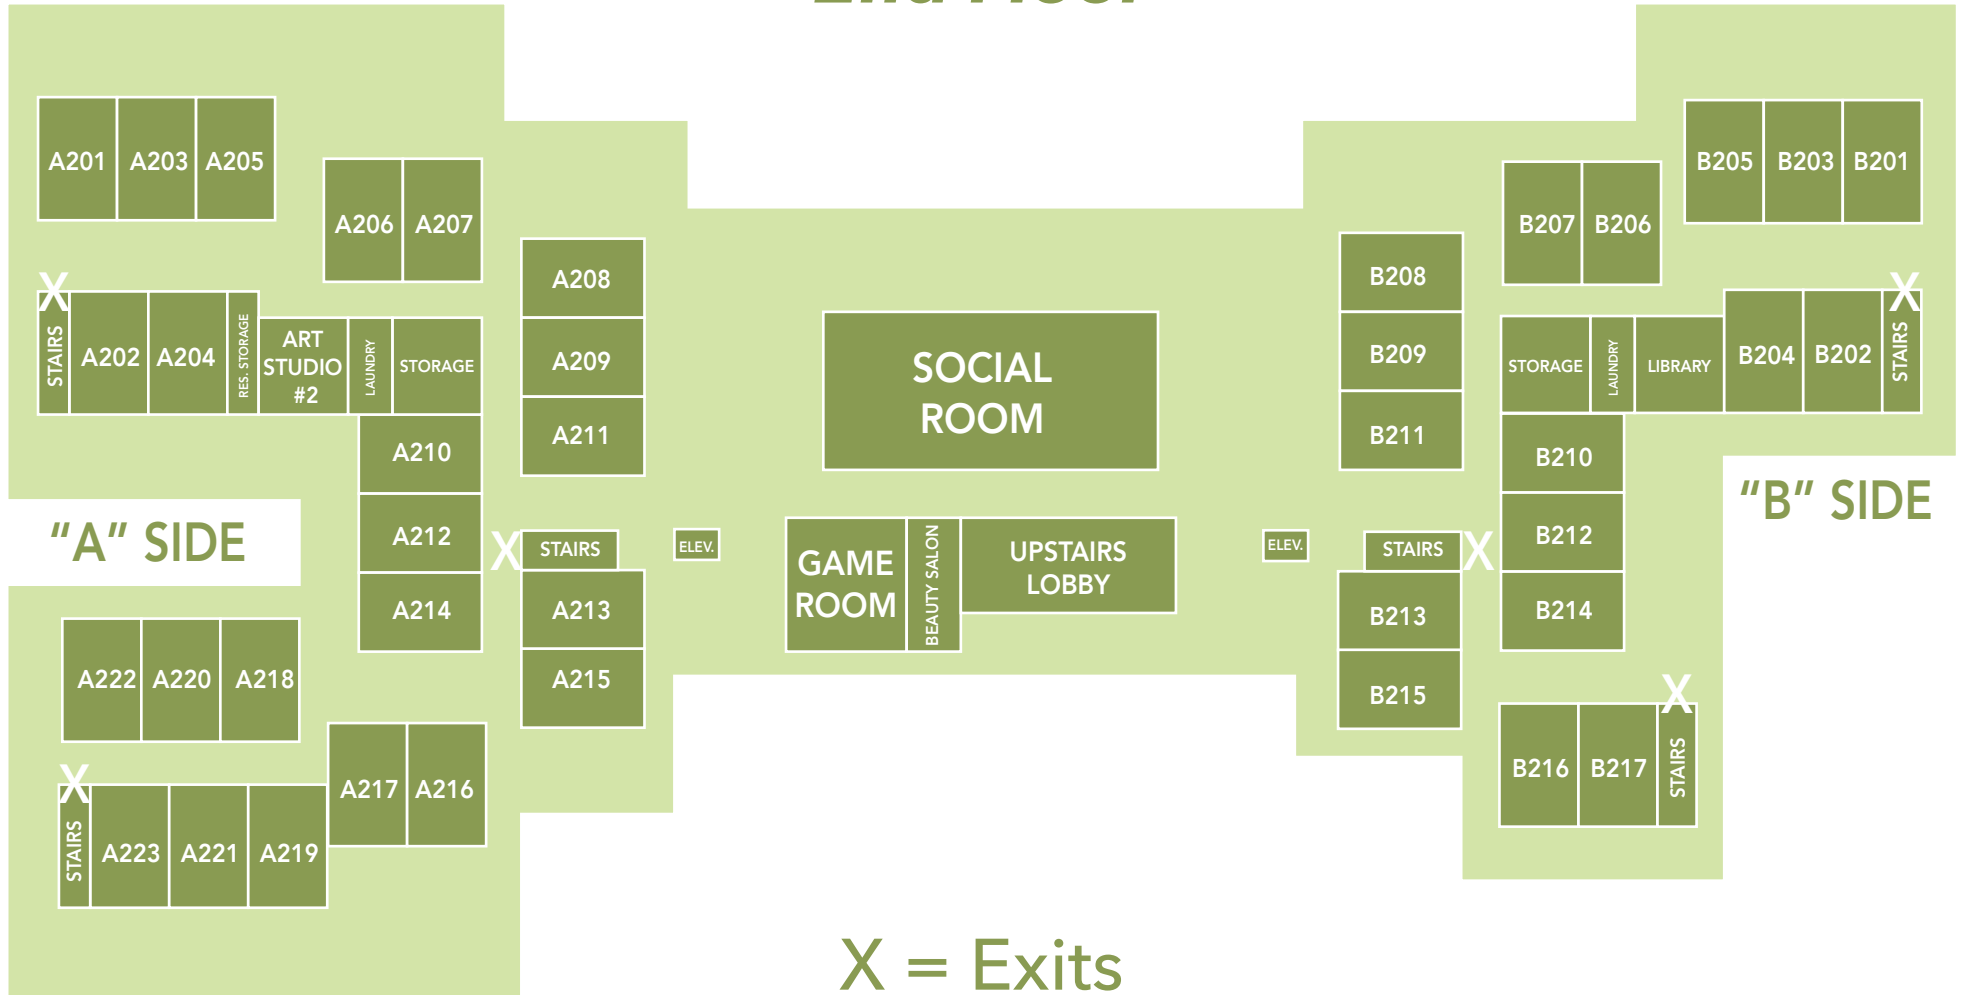 2nd Floor
A201 A203 A205
A206 A207
B207 B206
B205 B203 B201
A208
A209
A211
B208
B209
B211
X
STAIRS
A202 A204
RES. STORAGE
ART
STUDIO
#2
LAUNDRY
STORAGE
SOCIAL
ROOM
STORAGE
LAUNDRY
LIBRARY
B204 B202
STAIRS
X
A210
A212
A214
B210
B212
B214
"A" SIDE
"B" SIDE
X STAIRS
ELEV.
GAME
ROOM
BEAUTY SALON
UPSTAIRS
LOBBY
ELEV.
STAIRS X
A213
A215
B213
B215
A222 A220 A218
A217 A216
X
STAIRS
A223 A221 A219
B216 B217
STAIRS
X
X = Exits